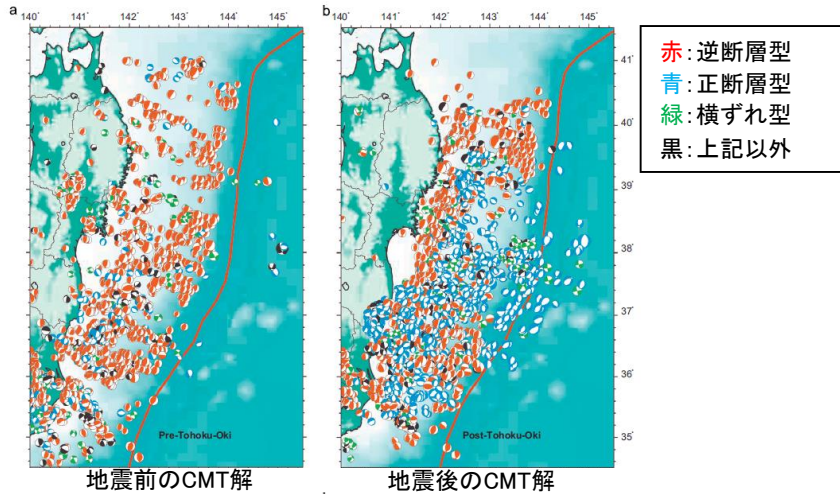 a
140° 141° 142° 143° 144° 145°
Pre-Tohoku-Oki
地震前のCMT解
b
140° 141° 142° 143° 144° 145°
41°
40°
39°
38°
37°
36°
35°
Post-Tohoku-Oki
地震後のCMT解
赤:逆断層型
青:正断層型
緑:横ずれ型
黒:上記以外